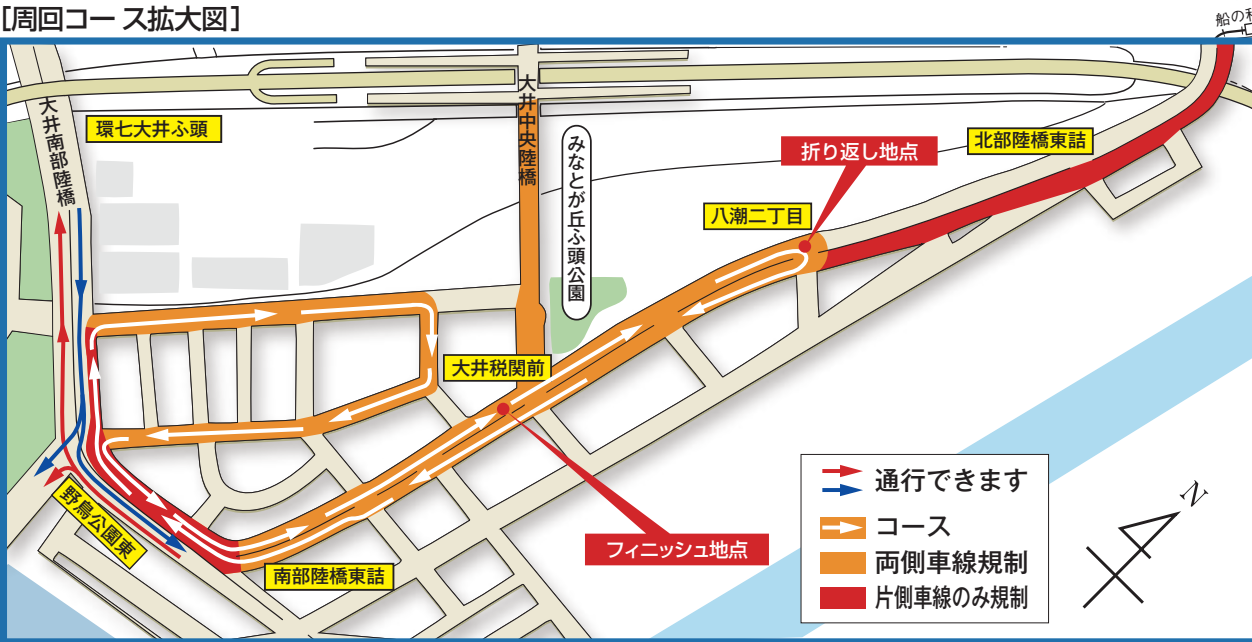 [周回コース拡大図]
船の科
大井南部陸橋
環七大井ふ頭
大井中央陸橋
みなとが丘ふ頭公園
折り返し地点
北部陸橋東詰
八潮二丁目
大井税関前
野鳥公園東
南部陸橋東詰
フィニッシュ地点
通行できます
コース
両側車線規制
片側車線のみ規制
N